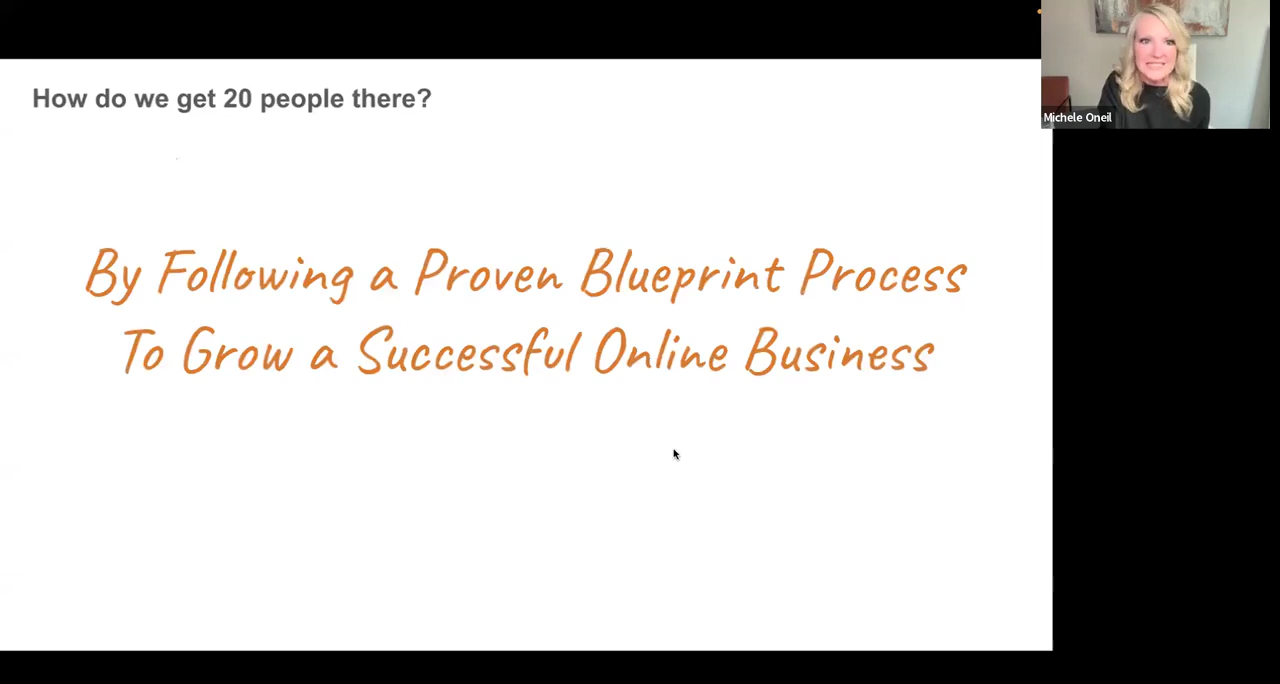 How do we get 20 people there?
By Following a Proven Blueprint Process
To Grow a Successful Online Business
Michele Oneil